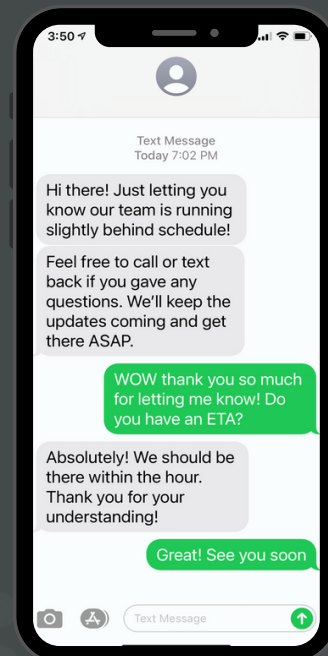 3:50
Text Message
Today 7:02 PM
Hi there! Just letting you
know our team is running
slightly behind schedule!
Feel free to call or text
back if you gave any
questions. We'll keep the
updates coming and get
there ASAP.
WOW thank you so much
for letting me know! Do
you have an ETA?
Absolutely! We should be
there within the hour.
Thank you for your
understanding!
Great! See you soon
Text Message